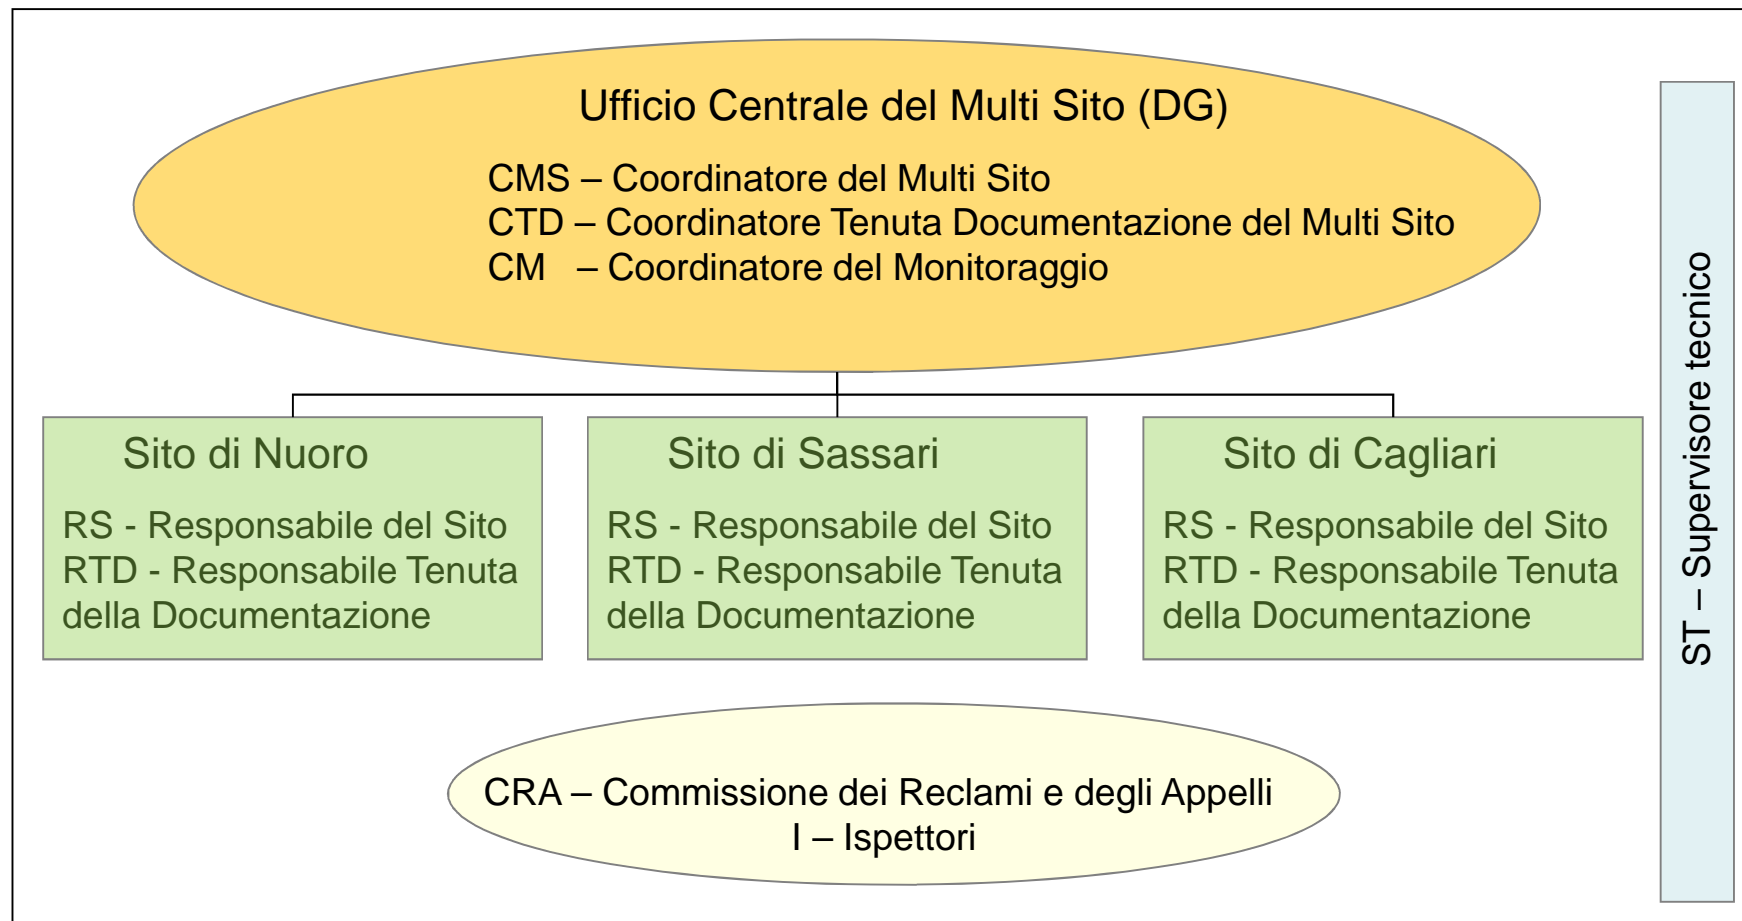 Ufficio Centrale del Multi Sito (DG)
CMS – Coordinatore del Multi Sito
CTD – Coordinatore Tenuta Documentazione del Multi Sito
CM – Coordinatore del Monitoraggio
Sito di Nuoro
RS - Responsabile del Sito
RTD - Responsabile Tenuta
della Documentazione
Sito di Sassari
RS - Responsabile del Sito
RTD - Responsabile Tenuta
della Documentazione
Sito di Cagliari
RS - Responsabile del Sito
RTD - Responsabile Tenuta
della Documentazione
CRA – Commissione dei Reclami e degli Appelli
I – Ispettori
ST – Supervisore tecnico